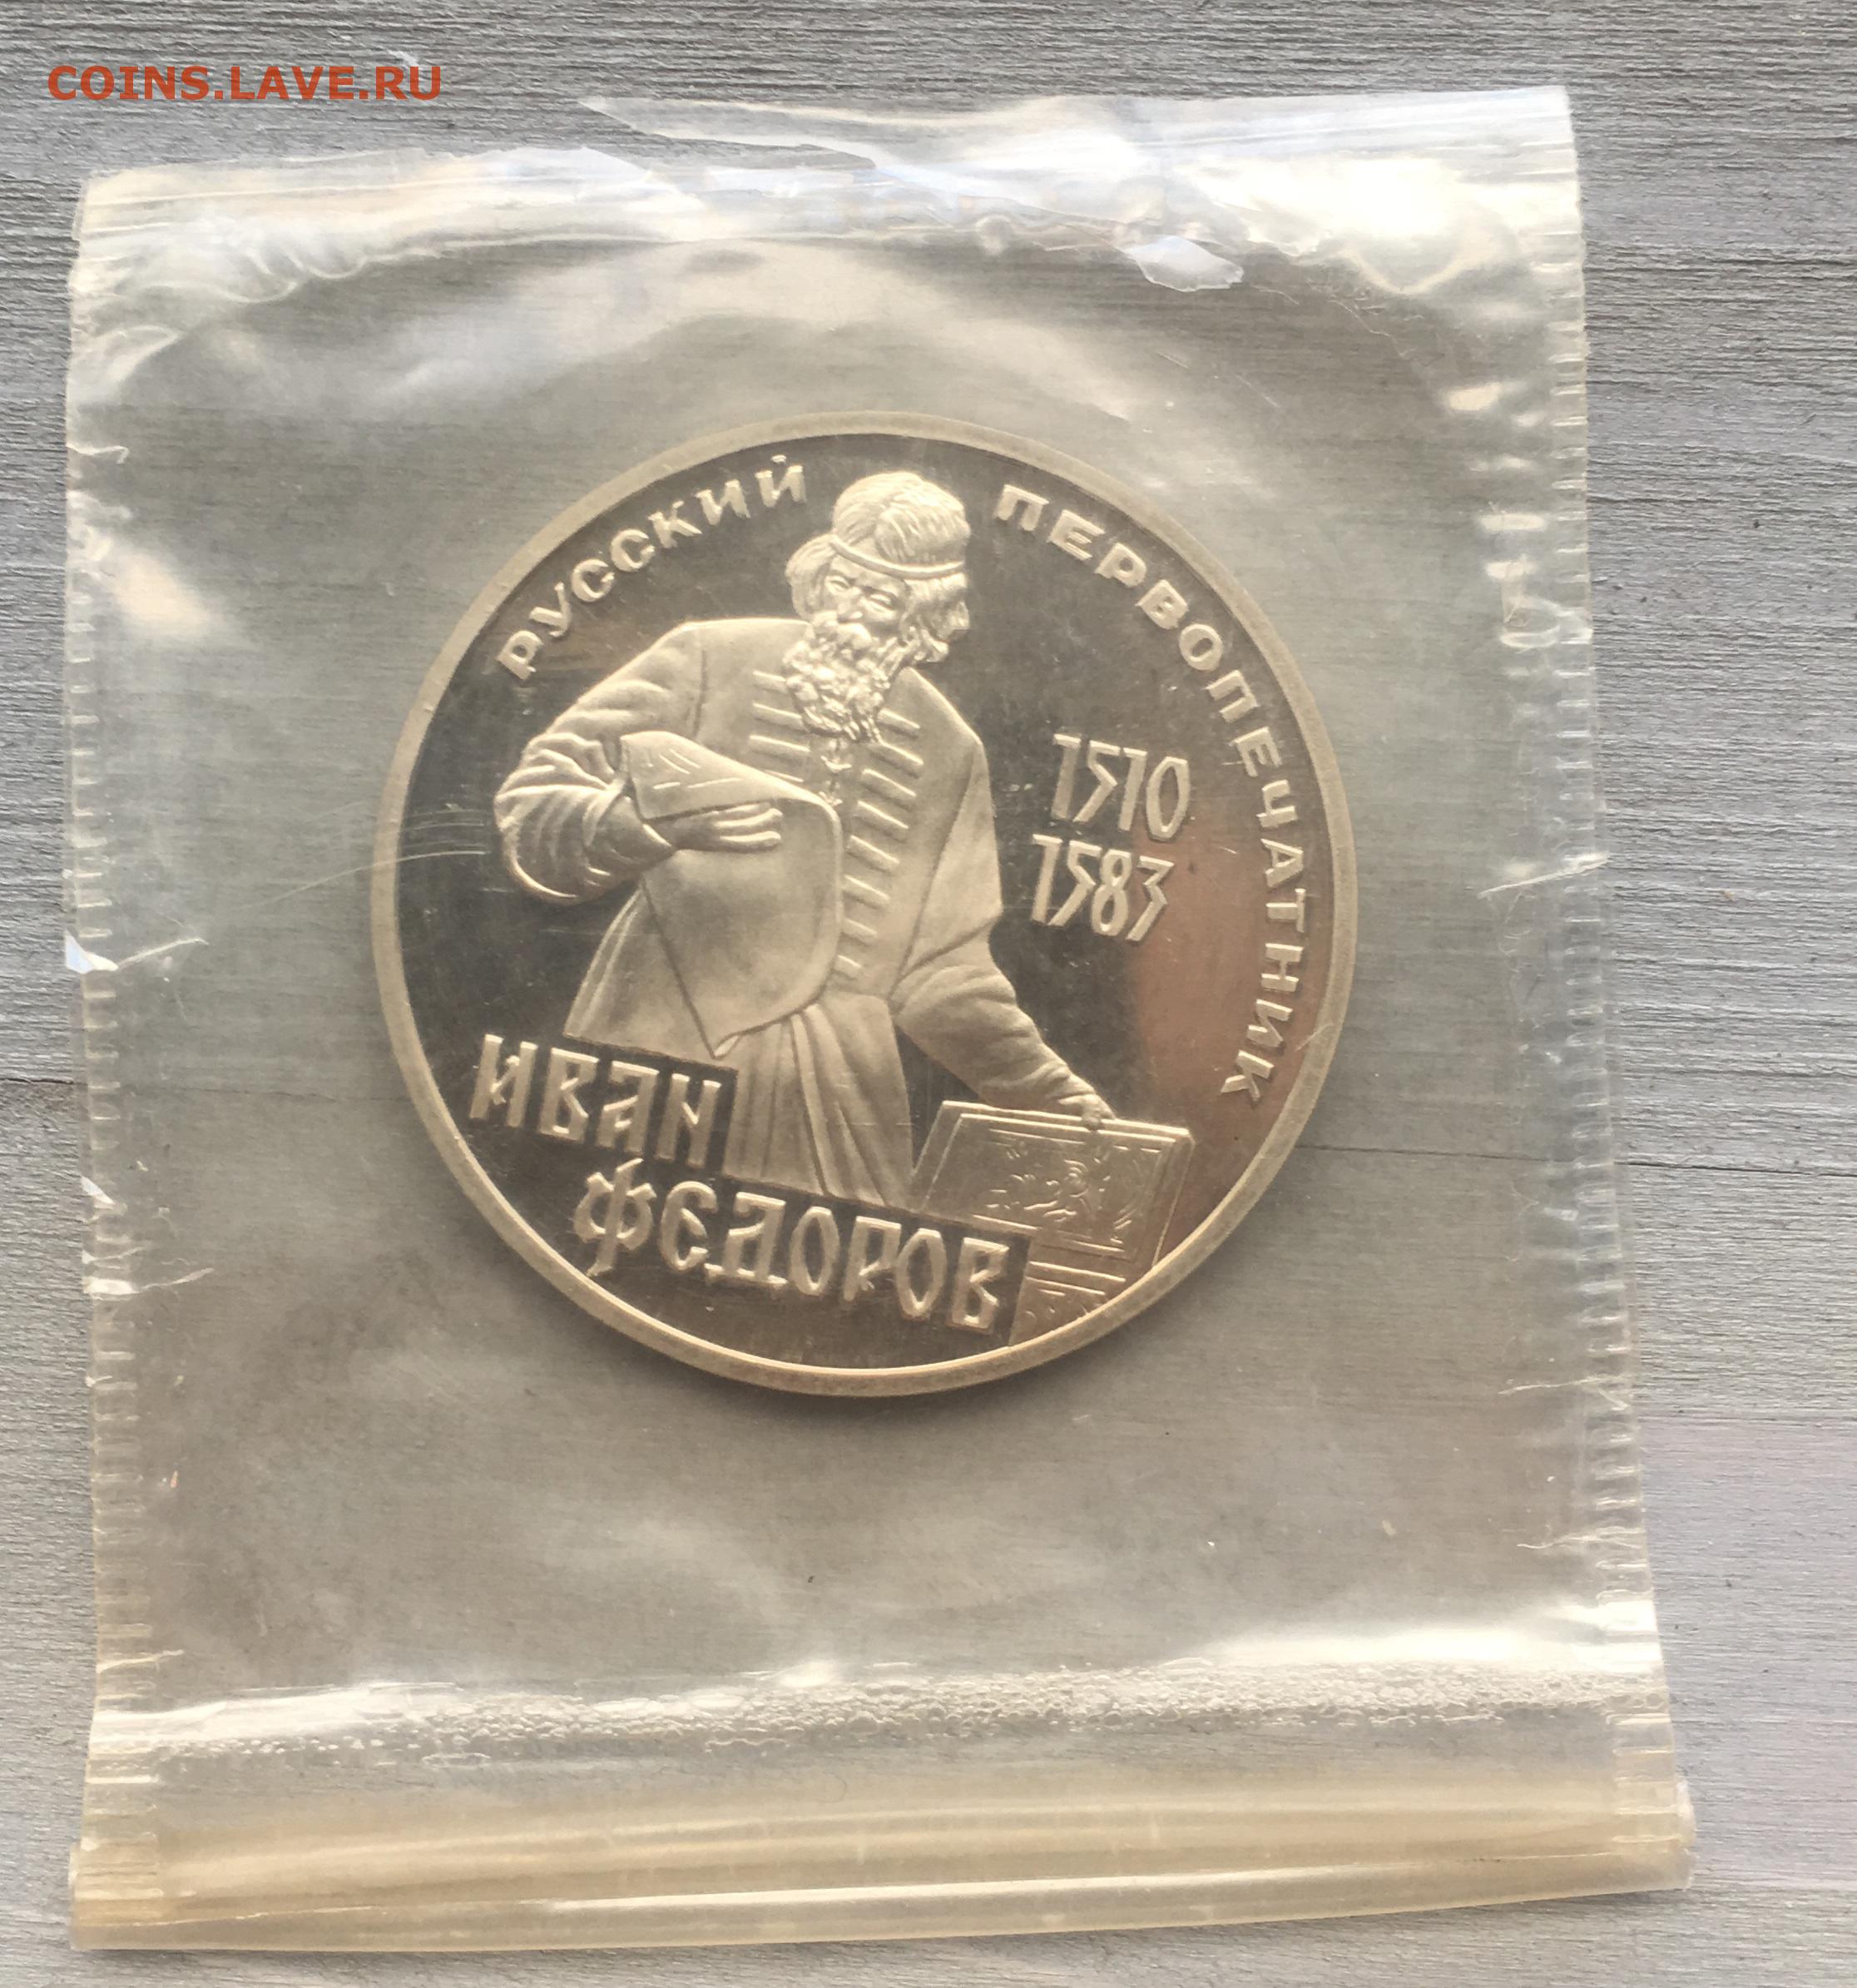 COINS.LAVE.RU
РУССКИЙ ПЕРВОПЕЧАТНИК
1510
1583
ИВАН
ФЕДОРОВ